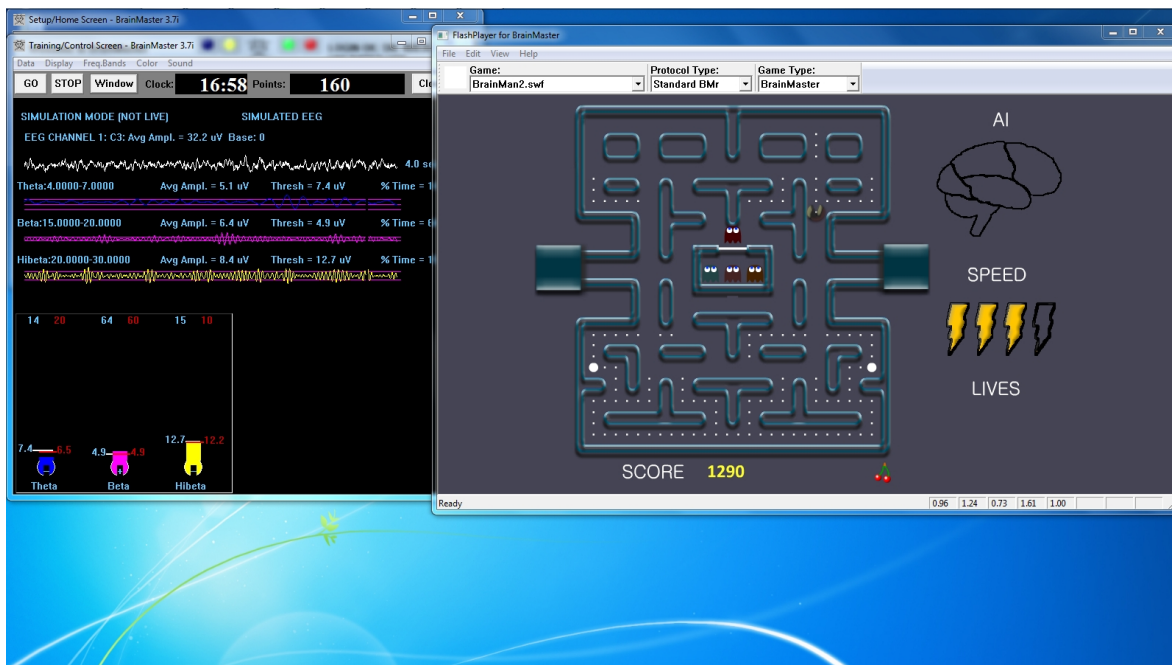 Setup/Home Screen - BrainMaster 3.7i
Training/Control Screen - BrainMaster 3.7i
Data Display Freq.Bands Color Sound
GO STOP Window Clock: 16:58 Points: 160
SIMULATION MODE (NOT LIVE) SIMULATED EEG
EEG CHANNEL 1: C3: Avg Ampl. = 32.2 uV Base: 0
4.0 se
Theta:4.0000-7.0000 Avg Ampl. = 5.1 uV Thresh = 7.4 uV % Time = 1
Beta:15.0000-20.0000 Avg Ampl. = 6.4 uV Thresh = 4.9 uV % Time = 
Hibeta:20.0000-30.0000 Avg Ampl. = 8.4 uV Thresh = 12.7 uV % Time = 1
14 20 64 60 15 10
12.7 12.2
7.4 6.5 4.9 4.9
Theta Beta Hibeta
FlashPlayer for BrainMaster
File Edit View Help
Game: Protocol Type: Game Type:
BrainMan2.swf Standard BMr BrainMaster
AI
SPEED
LIVES
SCORE 1290
Ready 0.96 1.24 0.73 1.61 1.00